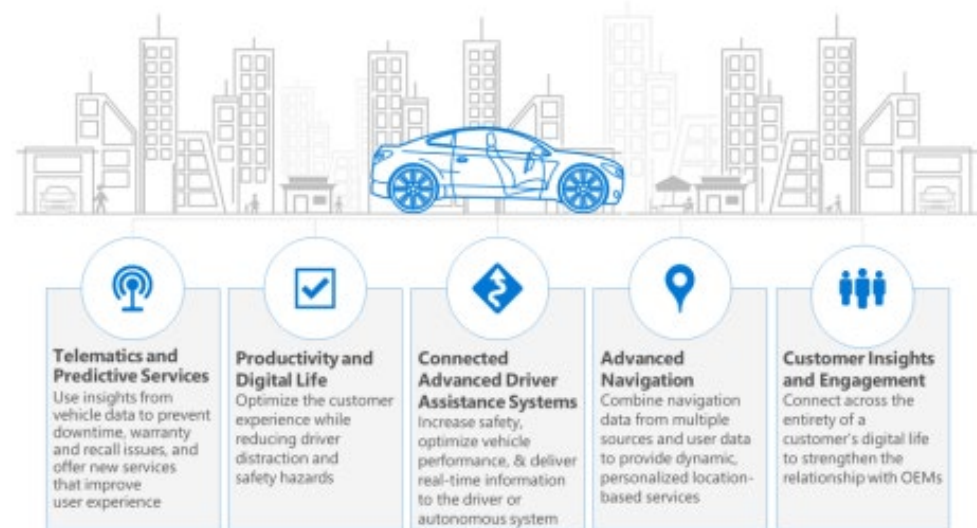 Telematics and
Predictive Services
Use insights from
vehicle data to prevent
downtime, warranty
and recall issues, and
offer new services
that improve
user experience
Productivity and
Digital Life
Optimize the customer
experience while
reducing driver
distraction and
safety hazards
Connected
Advanced Driver
Assistance Systems
Increase safety,
optimize vehicle
performance, & deliver
real-time information
to the driver or
autonomous system
Advanced
Navigation
Combine navigation
data from multiple
sources and user data
to provide dynamic,
personalized location-
based services
Customer Insights
and Engagement
Connect across the
entirety of a
customer's digital life
to strengthen the
relationship with OEMs